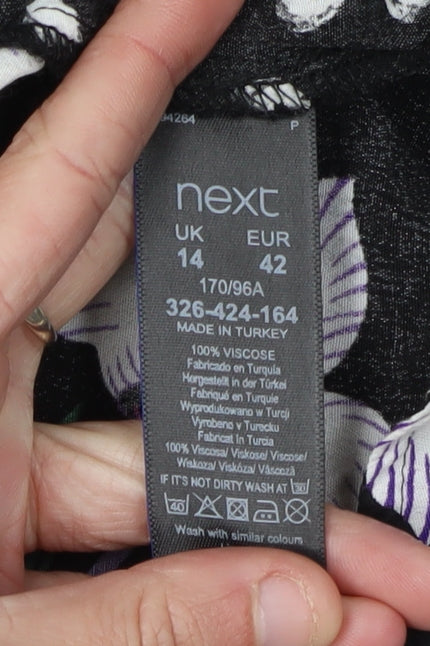 94264 P
next
UK EUR
14 42
170/96A
326-424-164
MADE IN TURKEY
100% VISCOSE
Fabricado en Turquía
Hergestellt in der Türkei
Fabriqué en Turquie
Wyprodukowano w Turcji
Vyrobeno v Turecku
Fabricat în Turcia
100% Viscosa/ Viskose/ Viscose/
Wiskoza/ Viskóza/ Vâscoză
IF IT'S NOT DIRTY WASH AT 30
40
Wash with similar colours